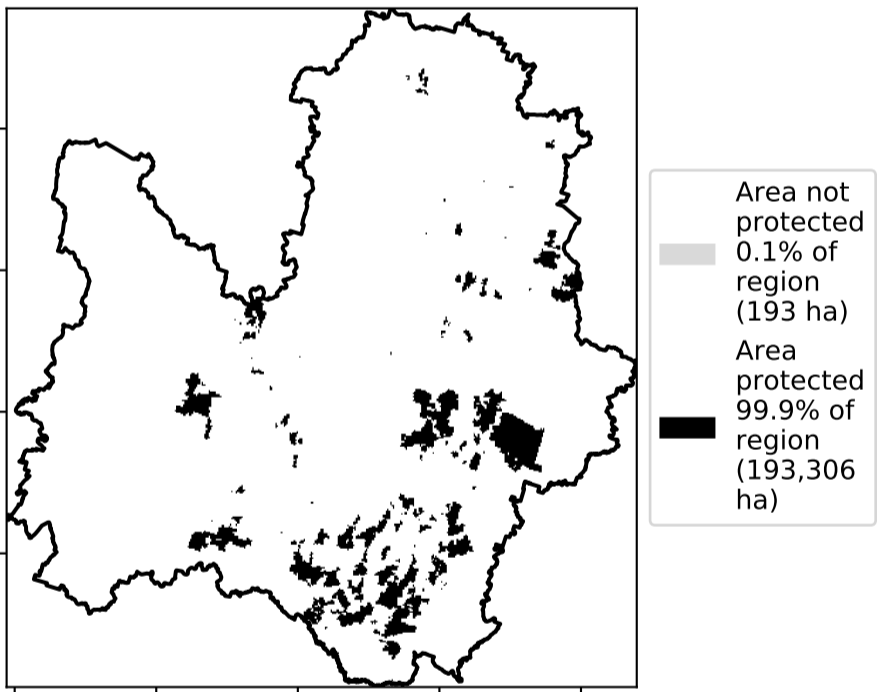 Area not
protected
0.1% of
region
(193 ha)
Area
protected
99.9% of
region
(193,306
ha)